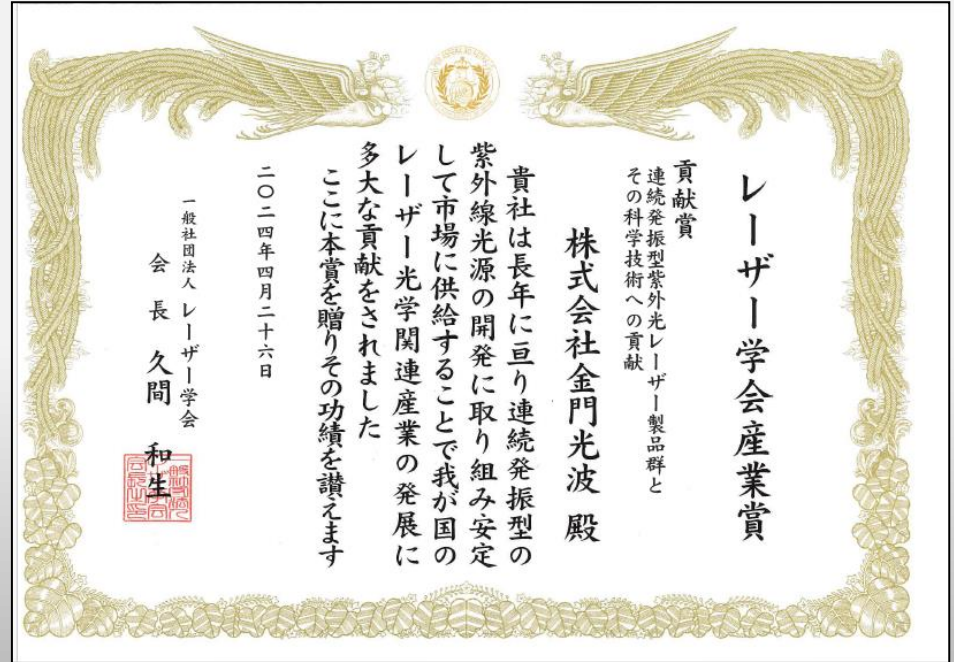 レーザー学会産業賞
貢献賞
連続発振型紫外光レーザー製品群と
その科学技術への貢献
株式会社金門光波 殿
貴社は長年に亘り連続発振型の
紫外線光源の開発に取り組み安定
して市場に供給することで我が国の
レーザー光学関連産業の発展に
多大な貢献をされました
ここに本賞を贈りその功績を讃えます
二〇二四年四月二十六日
一般社団法人 レーザー学会
会長 久間 和生